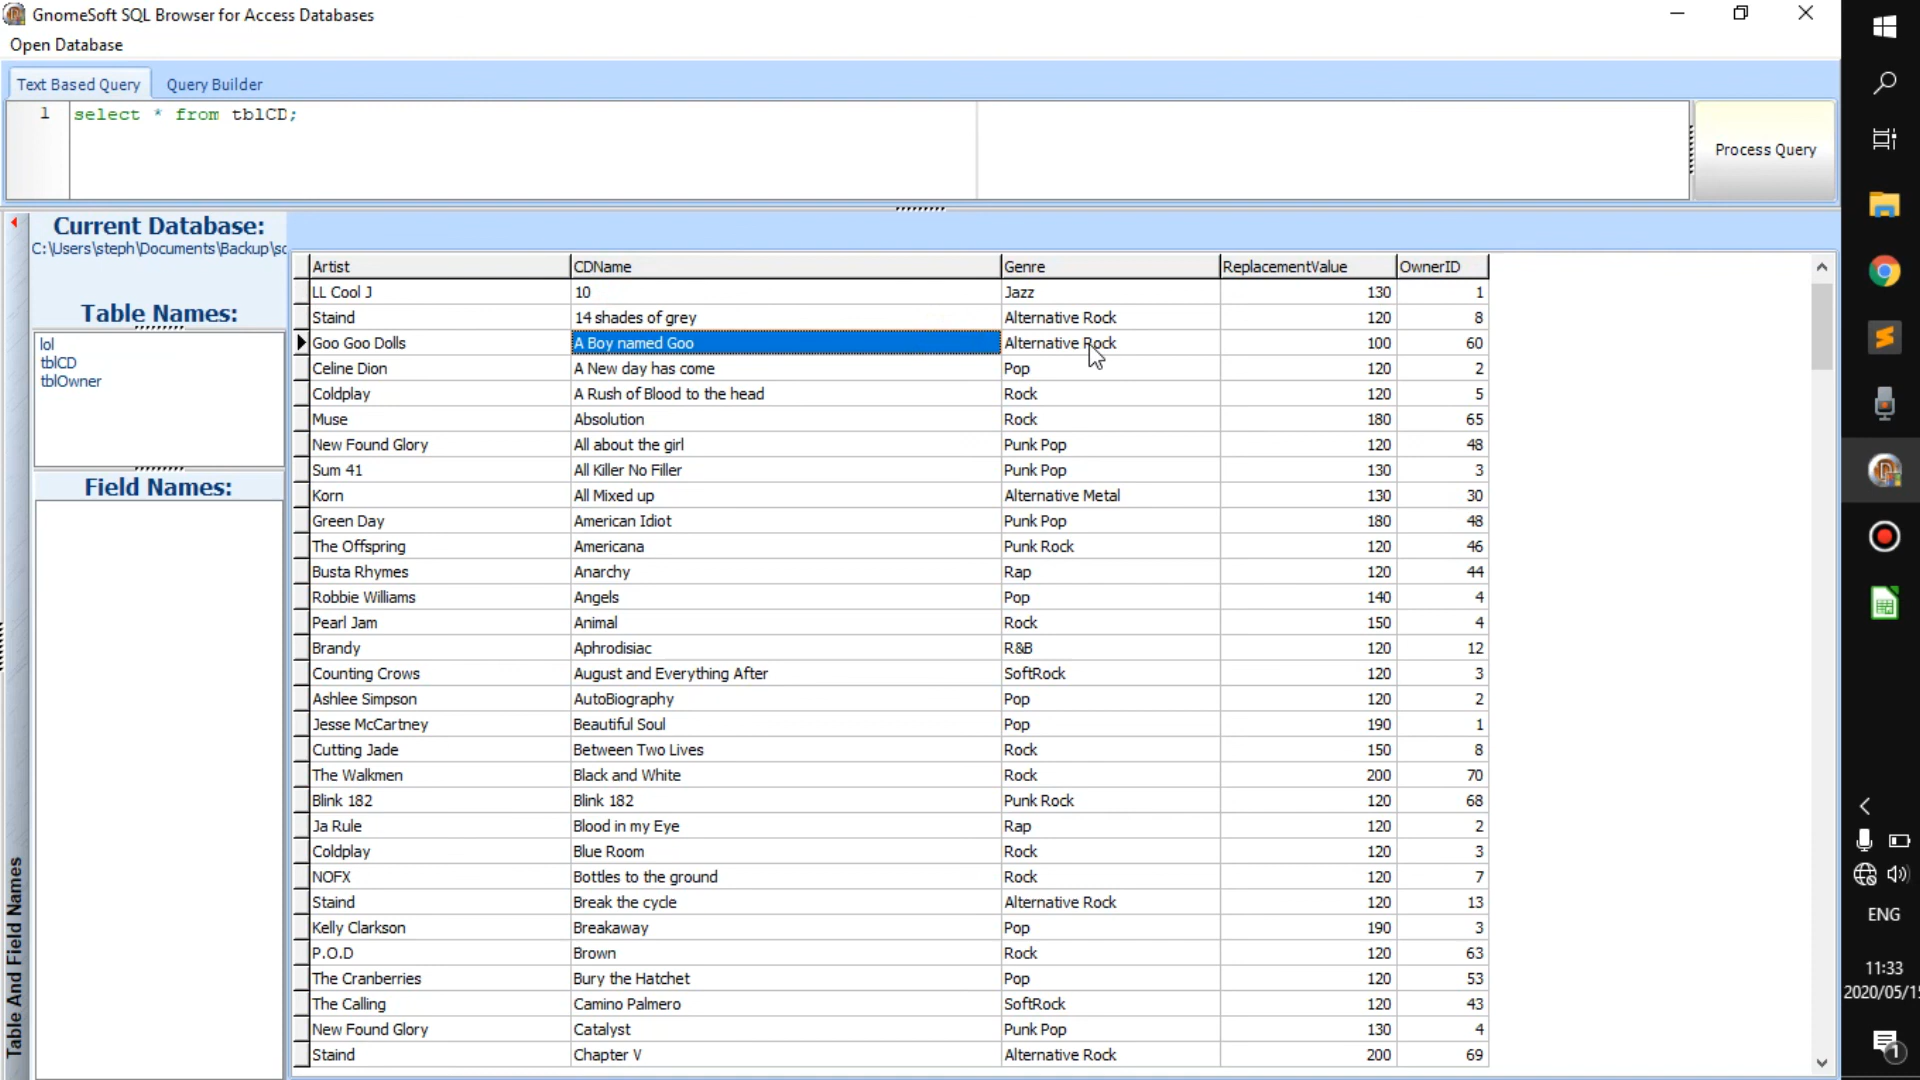 GnomeSoft SQL Browser for Access Databases
Open Database
Text Based Query Query Builder
1 select * from tblCD;
Process Query
Current Database:
C:\Users\steph\Documents\Backup\sc
Table Names:
lol
tblCD
tblOwner
Field Names:
Table And Field Names
Artist CDName Genre ReplacementValue OwnerID
LL Cool J 10 Jazz 130 1
Staind 14 shades of grey Alternative Rock 120 8
Goo Goo Dolls A Boy named Goo Alternative Rock 100 60
Celine Dion A New day has come Pop 120 2
Coldplay A Rush of Blood to the head Rock 120 5
Muse Absolution Rock 180 65
New Found Glory All about the girl Punk Pop 120 48
Sum 41 All Killer No Filler Punk Pop 130 3
Korn All Mixed up Alternative Metal 130 30
Green Day American Idiot Punk Pop 180 48
The Offspring Americana Punk Rock 120 46
Busta Rhymes Anarchy Rap 120 44
Robbie Williams Angels Pop 140 4
Pearl Jam Animal Rock 150 4
Brandy Aphrodisiac R&B 120 12
Counting Crows August and Everything After SoftRock 120 3
Ashlee Simpson AutoBiography Pop 120 2
Jesse McCartney Beautiful Soul Pop 190 1
Cutting Jade Between Two Lives Rock 150 8
The Walkmen Black and White Rock 200 70
Blink 182 Blink 182 Punk Rock 120 68
Ja Rule Blood in my Eye Rap 120 2
Coldplay Blue Room Rock 120 3
NOFX Bottles to the ground Rock 120 7
Staind Break the cycle Alternative Rock 120 13
Kelly Clarkson Breakaway Pop 190 3
P.O.D Brown Rock 120 63
The Cranberries Bury the Hatchet Pop 120 53
The Calling Camino Palmero SoftRock 120 43
New Found Glory Catalyst Punk Pop 130 4
Staind Chapter V Alternative Rock 200 69
ENG
11:33
2020/05/15
1